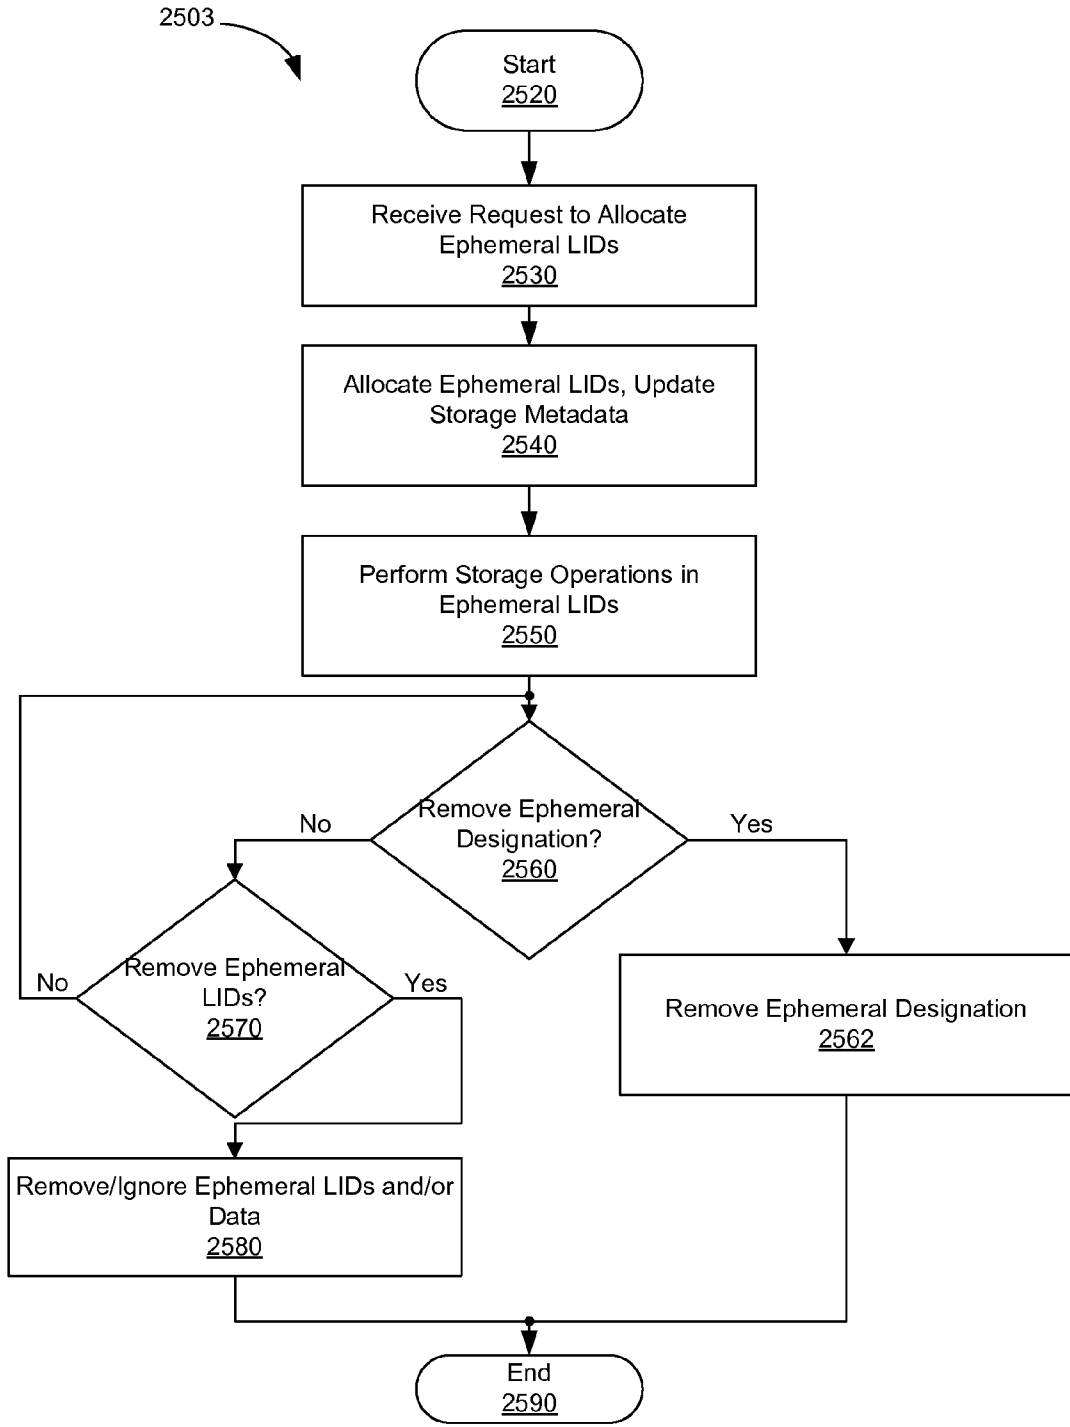 2503
Start
2520
Receive Request to Allocate
Ephemeral LIDs
2530
Allocate Ephemeral LIDs, Update
Storage Metadata
2540
Perform Storage Operations in
Ephemeral LIDs
2550
Remove Ephemeral
Designation?
2560
No
Yes
Remove Ephemeral
LIDs?
2570
No
Yes
Remove Ephemeral Designation
2562
Remove/Ignore Ephemeral LIDs and/or
Data
2580
End
2590